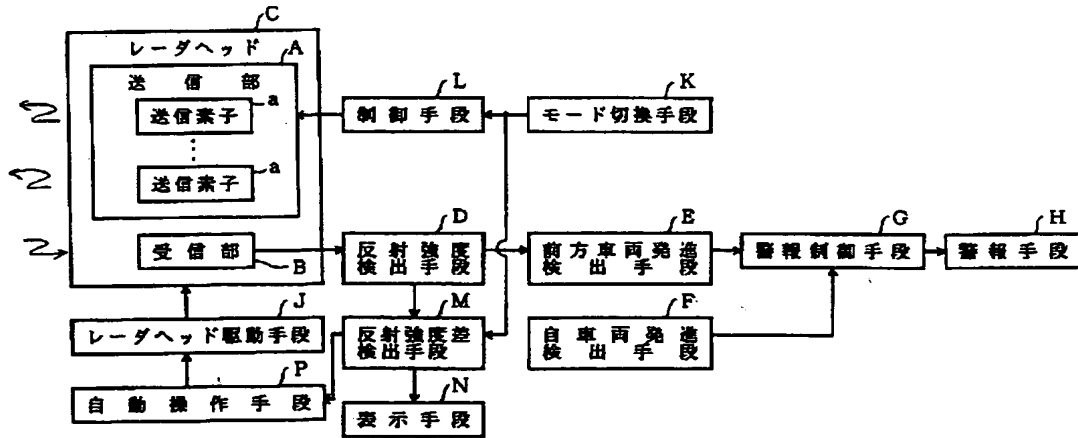 C
レーダヘッド
A
送信部
a
送信素子
a
送信素子
受信部
B
L
制御手段
K
モード切換手段
D
反射強度
検出手段
E
前方車両発進
検出手段
G
警報制御手段
H
警報手段
J
レーダヘッド駆動手段
M
反射強度差
検出手段
F
自車両発進
検出手段
P
自動操作手段
N
表示手段